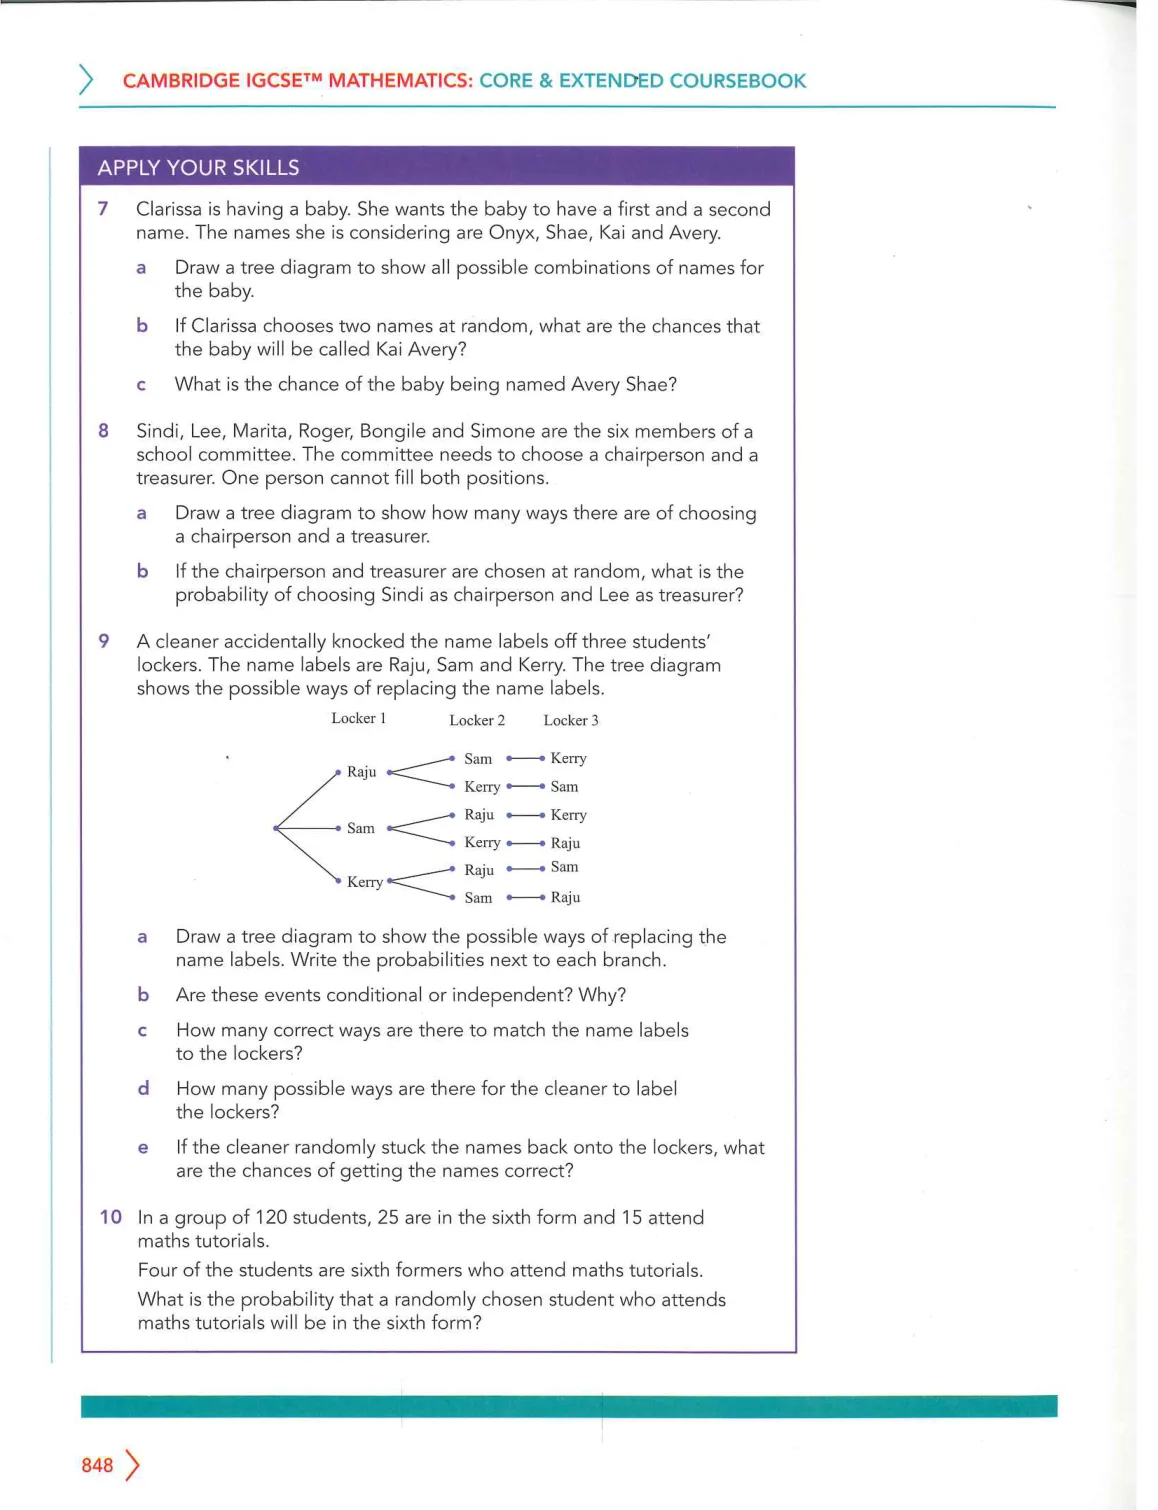 CAMBRIDGE IGCSE™ MATHEMATICS: CORE & EXTENDED COURSEBOOK
APPLY YOUR SKILLS
7 Clarissa is having a baby. She wants the baby to have a first and a second
name. The names she is considering are Onyx, Shae, Kai and Avery.
a Draw a tree diagram to show all possible combinations of names for
the baby.
b If Clarissa chooses two names at random, what are the chances that
the baby will be called Kai Avery?
c What is the chance of the baby being named Avery Shae?
8 Sindi, Lee, Marita, Roger, Bongile and Simone are the six members of a
school committee. The committee needs to choose a chairperson and a
treasurer. One person cannot fill both positions.
a Draw a tree diagram to show how many ways there are of choosing
a chairperson and a treasurer.
b If the chairperson and treasurer are chosen at random, what is the
probability of choosing Sindi as chairperson and Lee as treasurer?
9 A cleaner accidentally knocked the name labels off three students'
lockers. The name labels are Raju, Sam and Kerry. The tree diagram
shows the possible ways of replacing the name labels.
Locker 1 Locker 2 Locker 3
Sam Kerry
Raju
Kerry Sam
Raju Kerry
Sam
Kerry Raju
Raju Sam
Kerry
Sam Raju
a Draw a tree diagram to show the possible ways of replacing the
name labels. Write the probabilities next to each branch.
b Are these events conditional or independent? Why?
c How many correct ways are there to match the name labels
to the lockers?
d How many possible ways are there for the cleaner to label
the lockers?
e If the cleaner randomly stuck the names back onto the lockers, what
are the chances of getting the names correct?
10 In a group of 120 students, 25 are in the sixth form and 15 attend
maths tutorials.
Four of the students are sixth formers who attend maths tutorials.
What is the probability that a randomly chosen student who attends
maths tutorials will be in the sixth form?
848